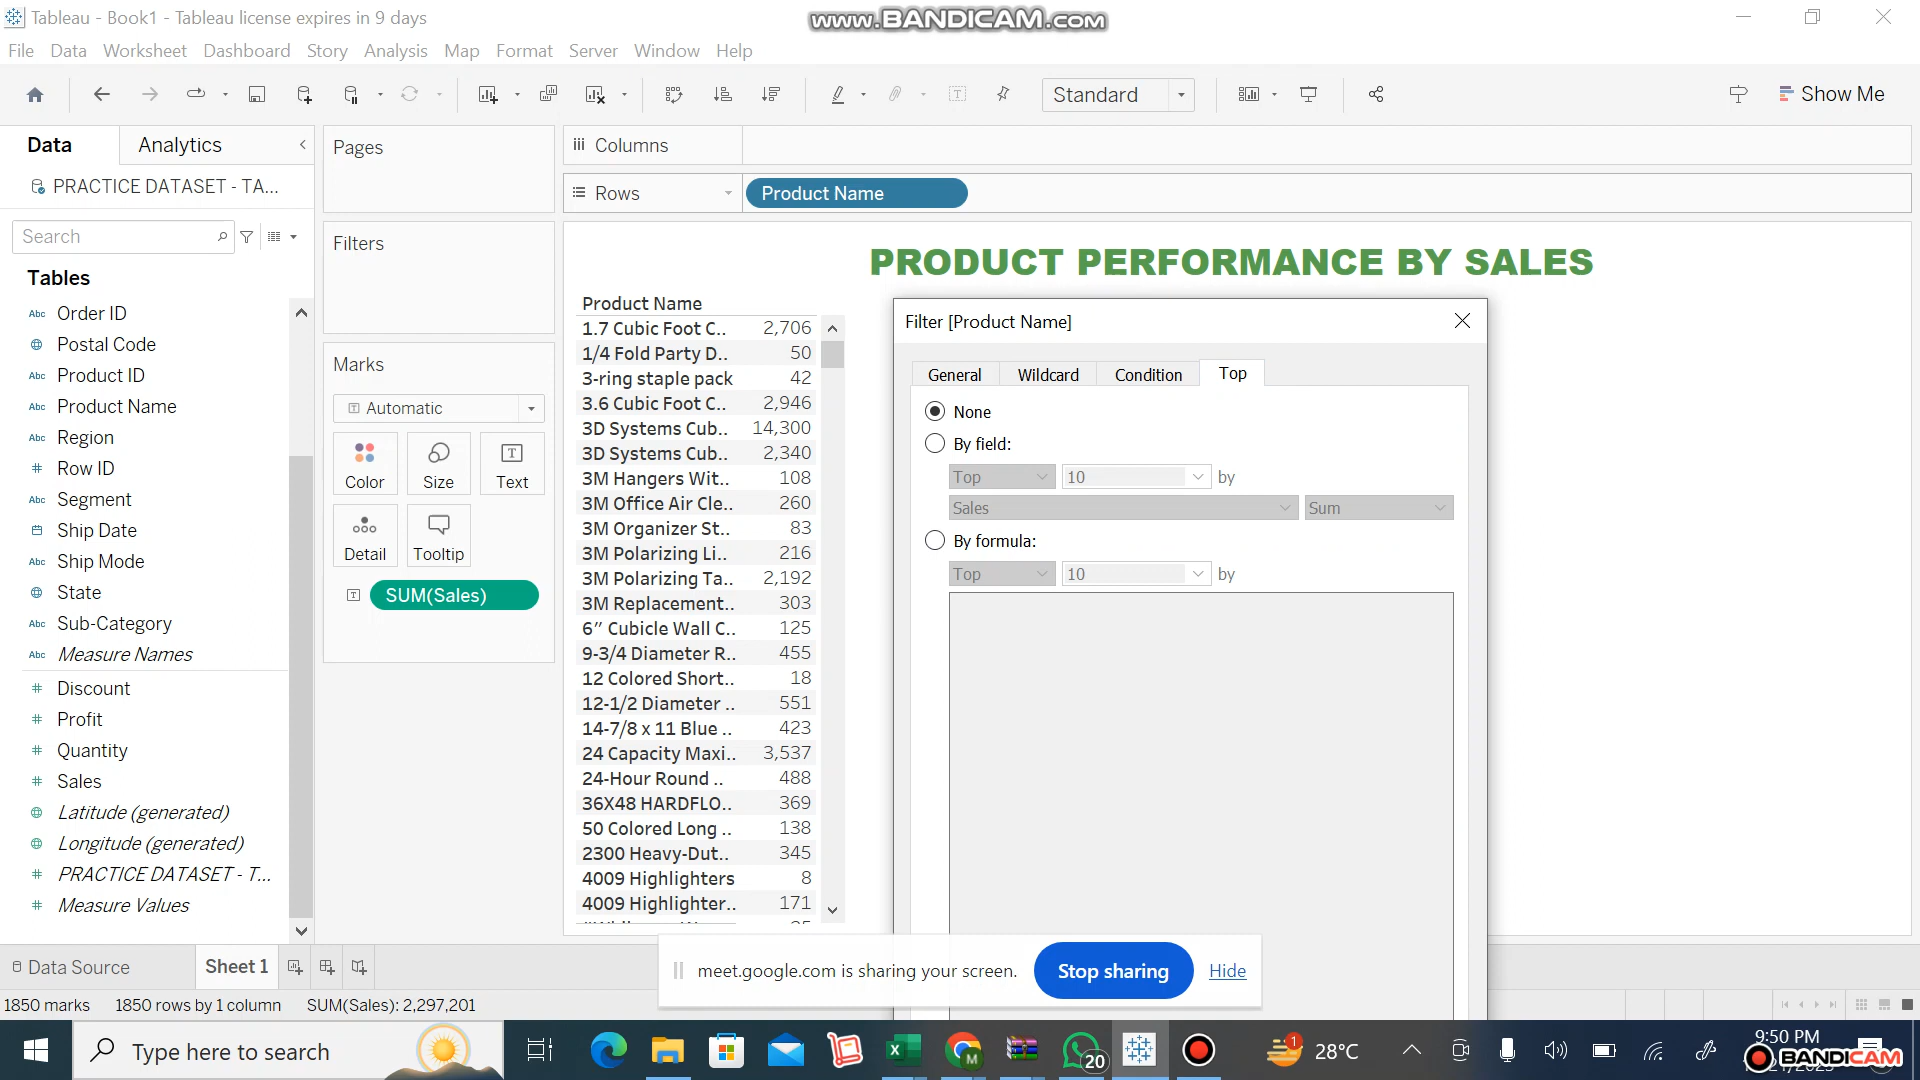 Tableau - Book1 - Tableau license expires in 9 days
www.BANDICAM.com
File Data Worksheet Dashboard Story Analysis Map Format Server Window Help
Standard
Show Me
Data
Analytics
PRACTICE DATASET - TA...
Search
Tables
Abc Order ID
Postal Code
Abc Product ID
Abc Product Name
Abc Region
# Row ID
Abc Segment
Ship Date
Abc Ship Mode
State
Abc Sub-Category
Abc Measure Names
# Discount
# Profit
# Quantity
# Sales
Latitude (generated)
Longitude (generated)
# PRACTICE DATASET - T...
# Measure Values
Pages
Filters
Marks
Automatic
Color
Size
Text
Detail
Tooltip
SUM(Sales)
Columns
Rows
Product Name
PRODUCT PERFORMANCE BY SALES
Product Name
1.7 Cubic Foot C.. 2,706
1/4 Fold Party D.. 50
3-ring staple pack 42
3.6 Cubic Foot C.. 2,946
3D Systems Cub.. 14,300
3D Systems Cub.. 2,340
3M Hangers Wit.. 108
3M Office Air Cle.. 260
3M Organizer St.. 83
3M Polarizing Li.. 216
3M Polarizing Ta.. 2,192
3M Replacement.. 303
6" Cubicle Wall C.. 125
9-3/4 Diameter R.. 455
12 Colored Short.. 18
12-1/2 Diameter .. 551
14-7/8 x 11 Blue .. 423
24 Capacity Maxi.. 3,537
24-Hour Round .. 488
36X48 HARDFLO.. 369
50 Colored Long .. 138
2300 Heavy-Dut.. 345
4009 Highlighters 8
4009 Highlighter.. 171
Filter [Product Name]
General
Wildcard
Condition
Top
None
By field:
Top 10 by
Sales Sum
By formula:
Top 10 by
meet.google.com is sharing your screen.
Stop sharing
Hide
Data Source
Sheet 1
1850 marks 1850 rows by 1 column SUM(Sales): 2,297,201
Type here to search
20
1
28°C
9:50 PM
BANDICAM